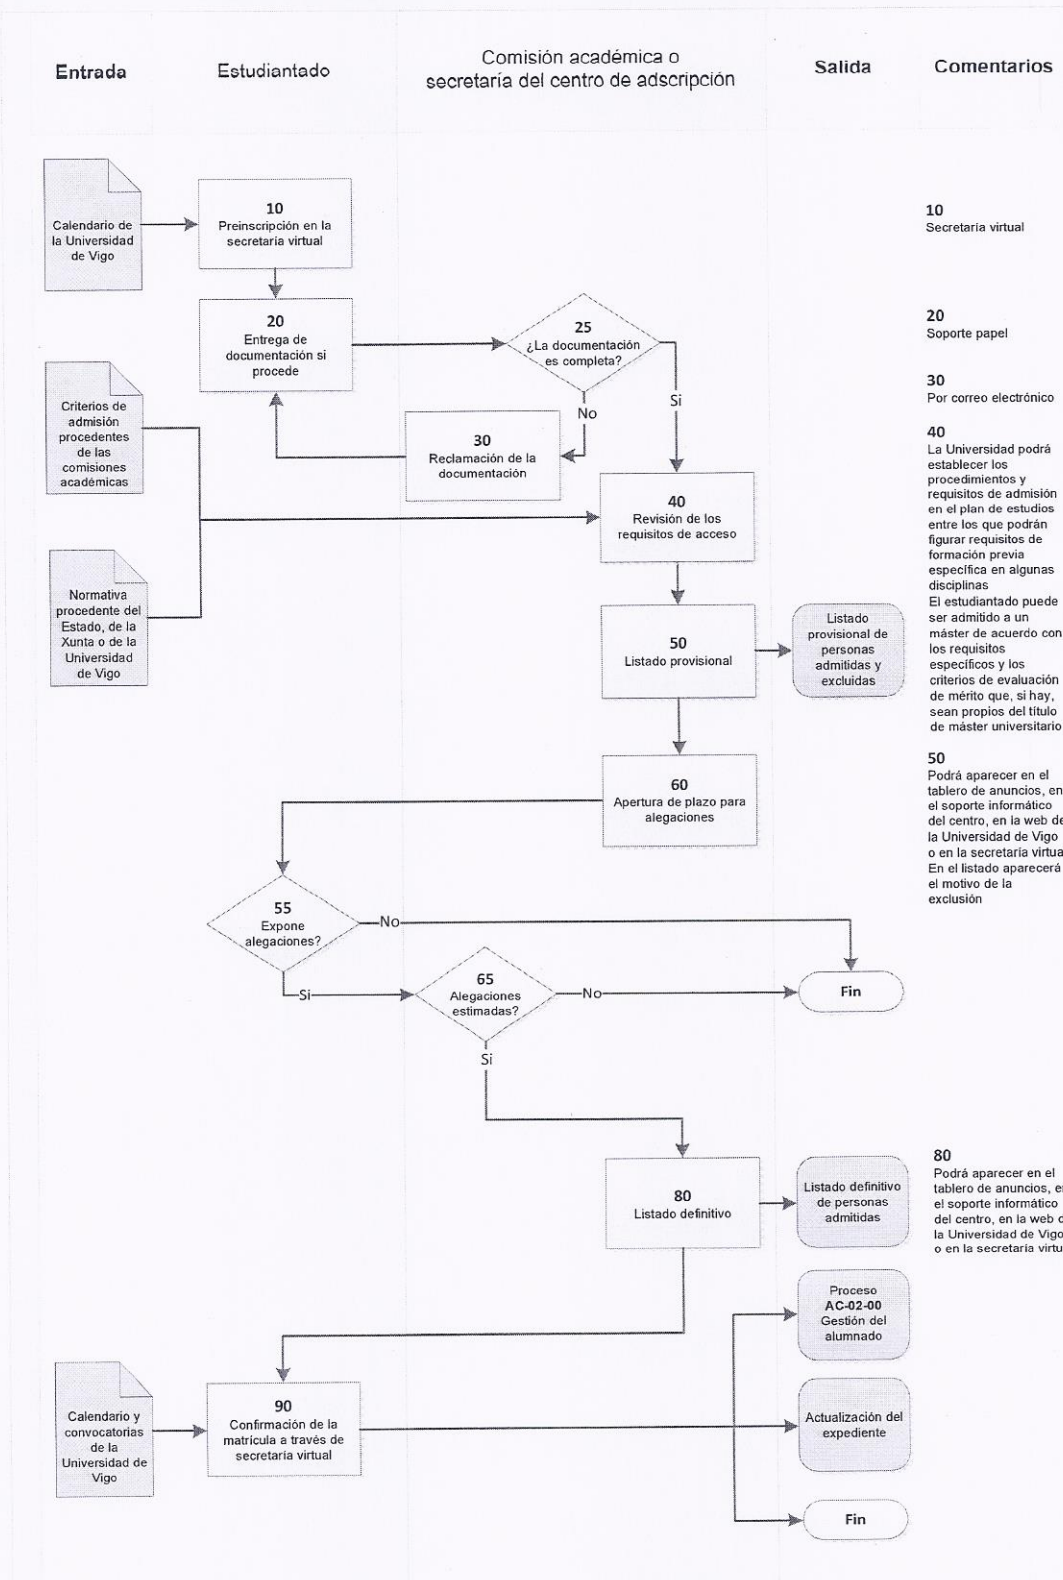 Entrada
Estudiantado
Comisión académica o
secretaría del centro de adscripción
Salida
Comentarios
Calendario de
la Universidad
de Vigo
10
Preinscripción en la
secretaría virtual
10
Secretaría virtual
20
Entrega de
documentación si
procede
25
¿La documentación
es completa?
20
Soporte papel
Criterios de
admisión
procedentes
de las
comisiones
académicas
No
Si
30
Reclamación de la
documentación
30
Por correo electrónico
40
Revisión de los
requisitos de acceso
40
La Universidad podrá
establecer los
procedimientos y
requisitos de admisión
en el plan de estudios
entre los que podrán
figurar requisitos de
formación previa
específica en algunas
disciplinas
El estudiantado puede
ser admitido a un
máster de acuerdo con
los requisitos
específicos y los
criterios de evaluación
de mérito que, si hay,
sean propios del título
de máster universitario
Normativa
procedente del
Estado, de la
Xunta o de la
Universidad
de Vigo
50
Listado provisional
Listado
provisional de
personas
admitidas y
excluidas
60
Apertura de plazo para
alegaciones
50
Podrá aparecer en el
tablero de anuncios, en
el soporte informático
del centro, en la web de
la Universidad de Vigo
o en la secretaría
En el listado aparecerá
el motivo de la
exclusión
55
Expone
alegaciones?
No
Si
65
Alegaciones
estimadas?
No
Fin
Si
80
Listado definitivo
Listado definitivo
de personas
admitidas
80
Podrá aparecer en el
tablero de anuncios,
el soporte informático
del centro, en la web
la Universidad de Vigo
o en la secretaría
Proceso
AC-02-00
Gestión del
alumnado
Calendario y
convocatorias
de la
Universidad de
Vigo
90
Confirmación de la
matrícula a través de
secretaría virtual
Actualización del
expediente
Fin